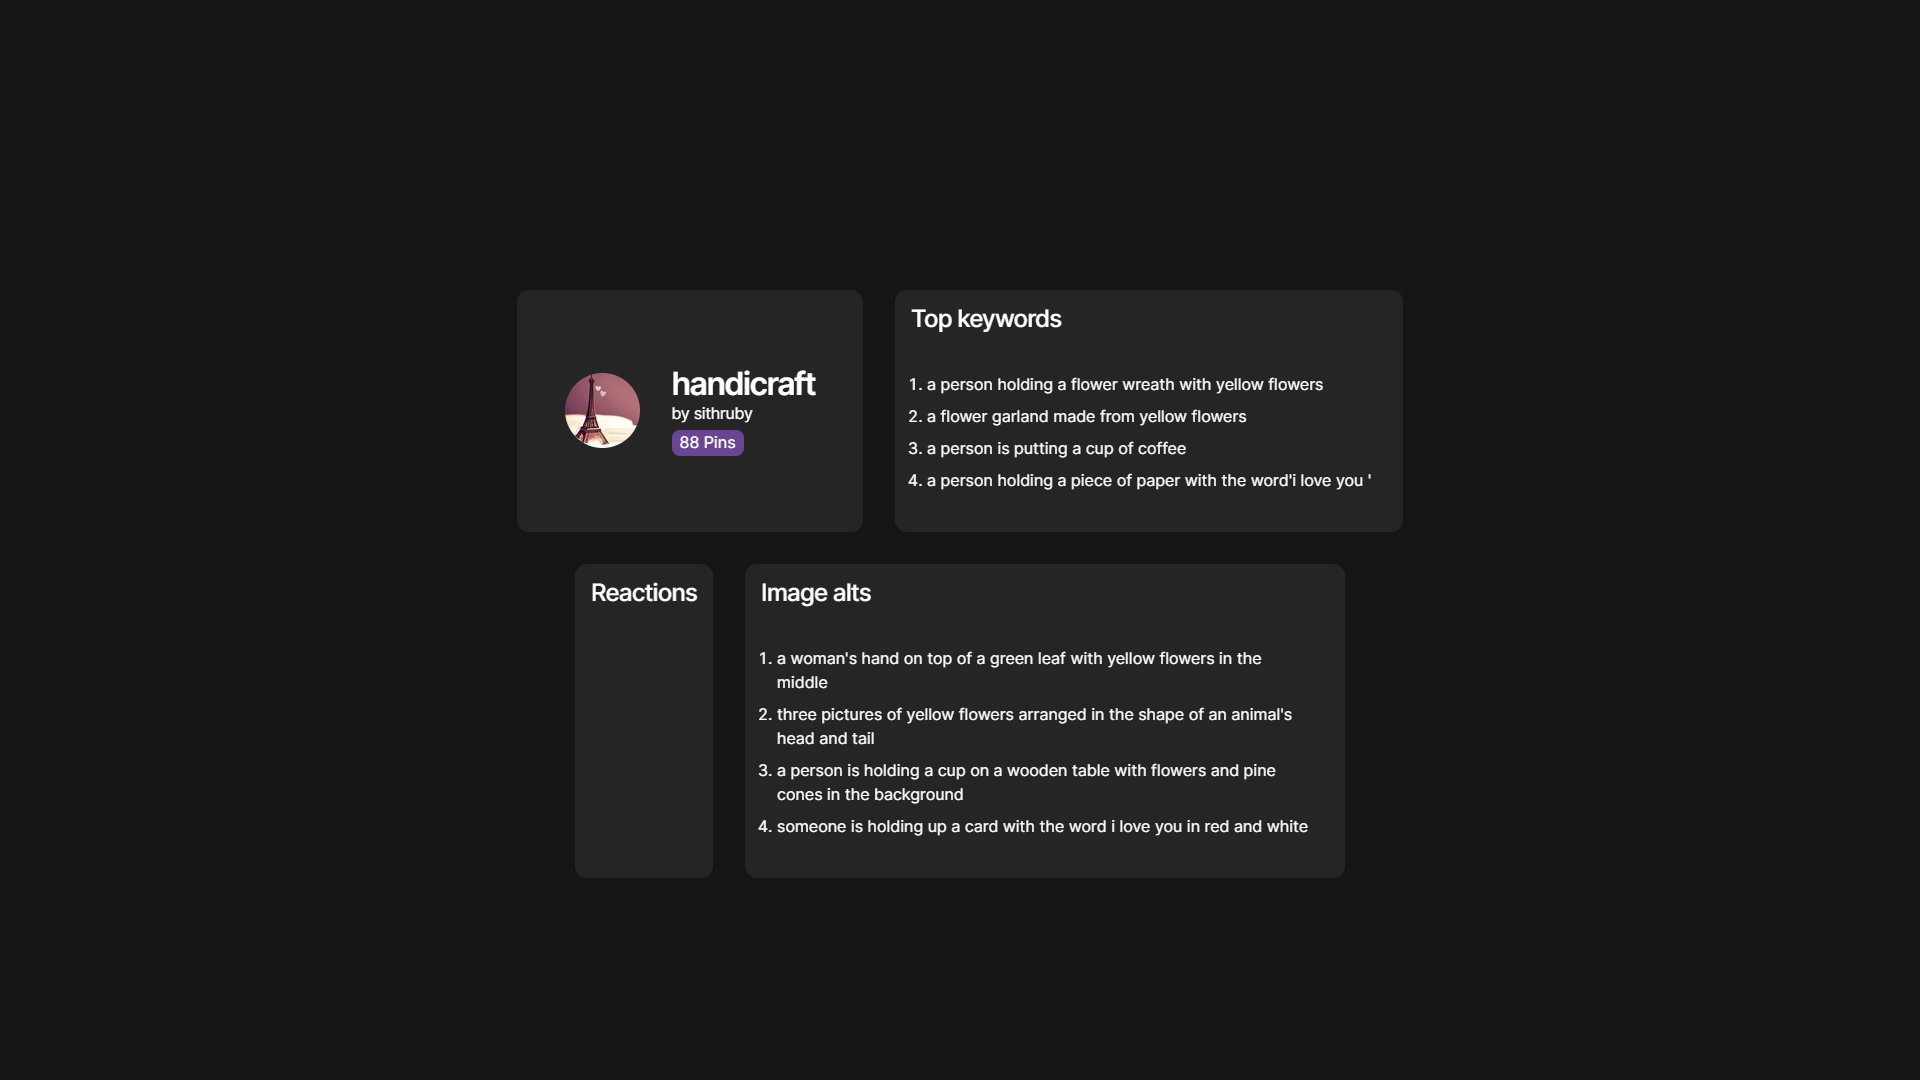 handicraft
by sithruby
88 Pins
Top keywords
1. a person holding a flower wreath with yellow flowers
2. a flower garland made from yellow flowers
3. a person is putting a cup of coffee
4. a person holding a piece of paper with the word'i love you '
Reactions
Image alts
1. a woman's hand on top of a green leaf with yellow flowers in the
middle
2. three pictures of yellow flowers arranged in the shape of an animal's
head and tail
3. a person is holding a cup on a wooden table with flowers and pine
cones in the background
4. someone is holding up a card with the word i love you in red and white